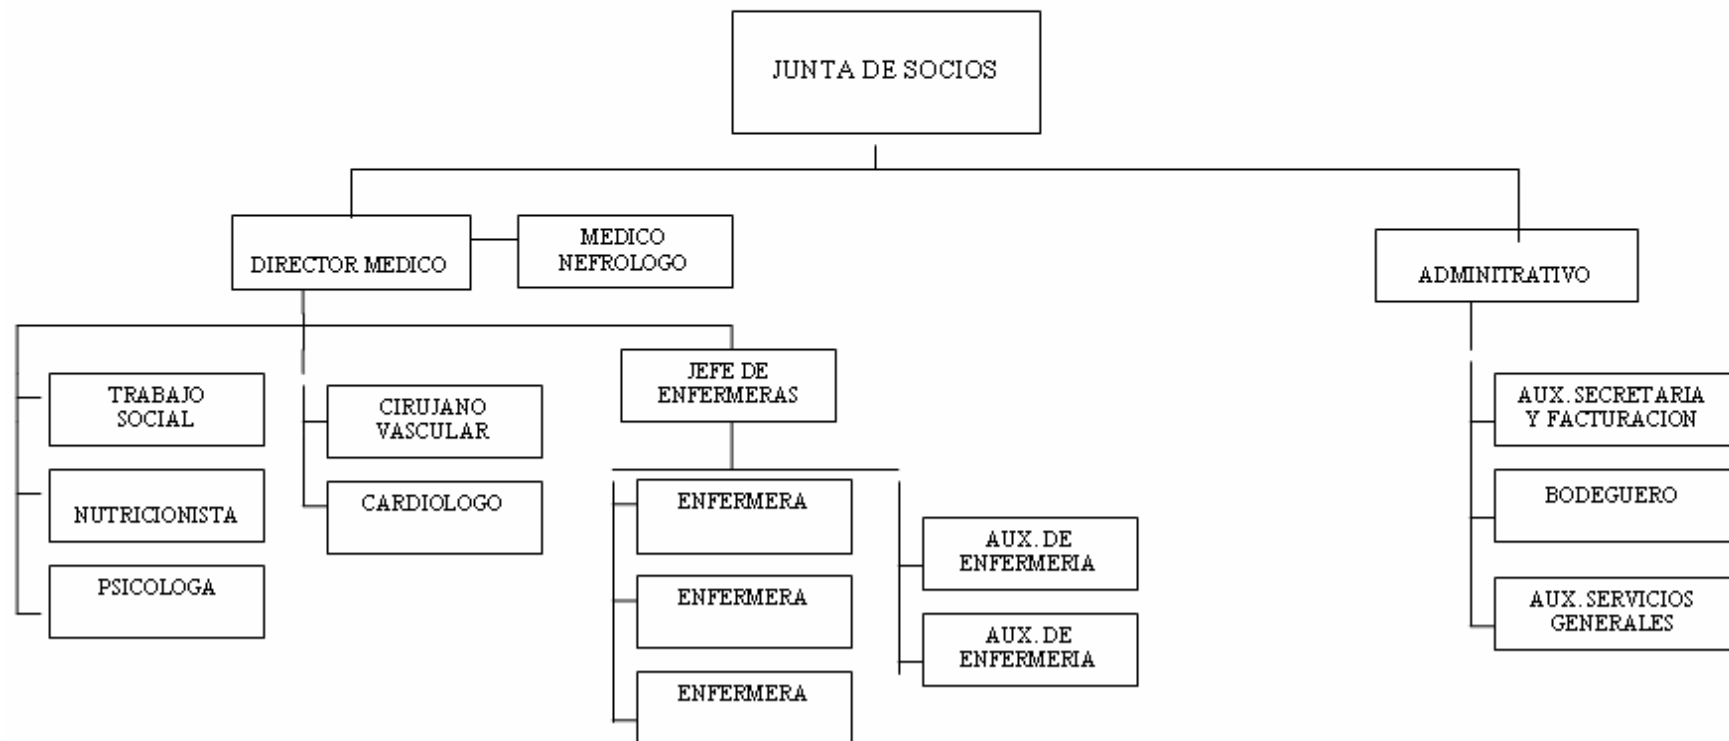 JUNTA DE SOCIOS
DIRECTOR MEDICO
MEDICO
NEFROLOGO
ADMINITRATIVO
TRABAJO
SOCIAL
NUTRICIONISTA
PSICOLOGA
CIRUJANO
VASCULAR
CARDIOLOGO
JEFE DE
ENFERMERAS
ENFERMERA
ENFERMERA
ENFERMERA
AUX. DE
ENFERMERIA
AUX. DE
ENFERMERIA
AUX. SECRETARIA
Y FACTURACION
BODEGUERO
AUX. SERVICIOS
GENERALES